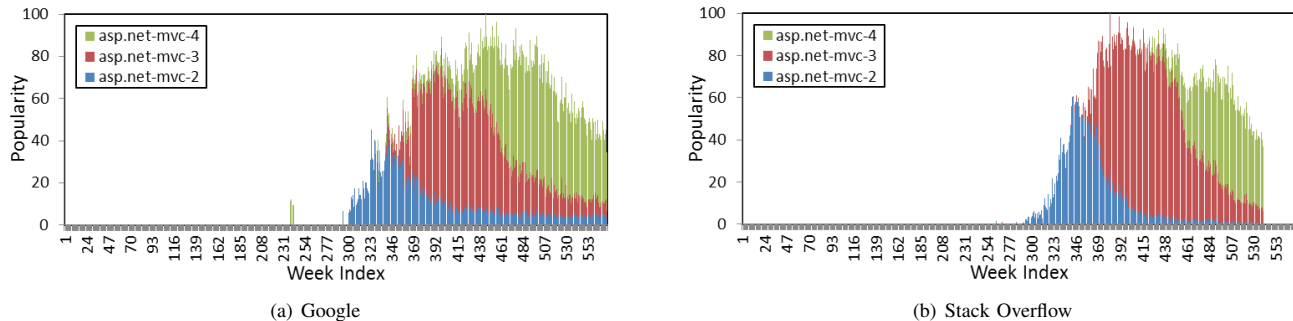 100
80
60
40
20
0
Popularity
asp.net-mvc-4
asp.net-mvc-3
asp.net-mvc-2
1 24 47 70 93 116 139 162 185 208 231 254 277 300 323 346 369 392 415 438 461 484 507 530 553
Week Index
(a) Google
100
80
60
40
20
0
Popularity
asp.net-mvc-4
asp.net-mvc-3
asp.net-mvc-2
1 24 47 70 93 116 139 162 185 208 231 254 277 300 323 346 369 392 415 438 461 484 507 530 553
Week Index
(b) Stack Overflow